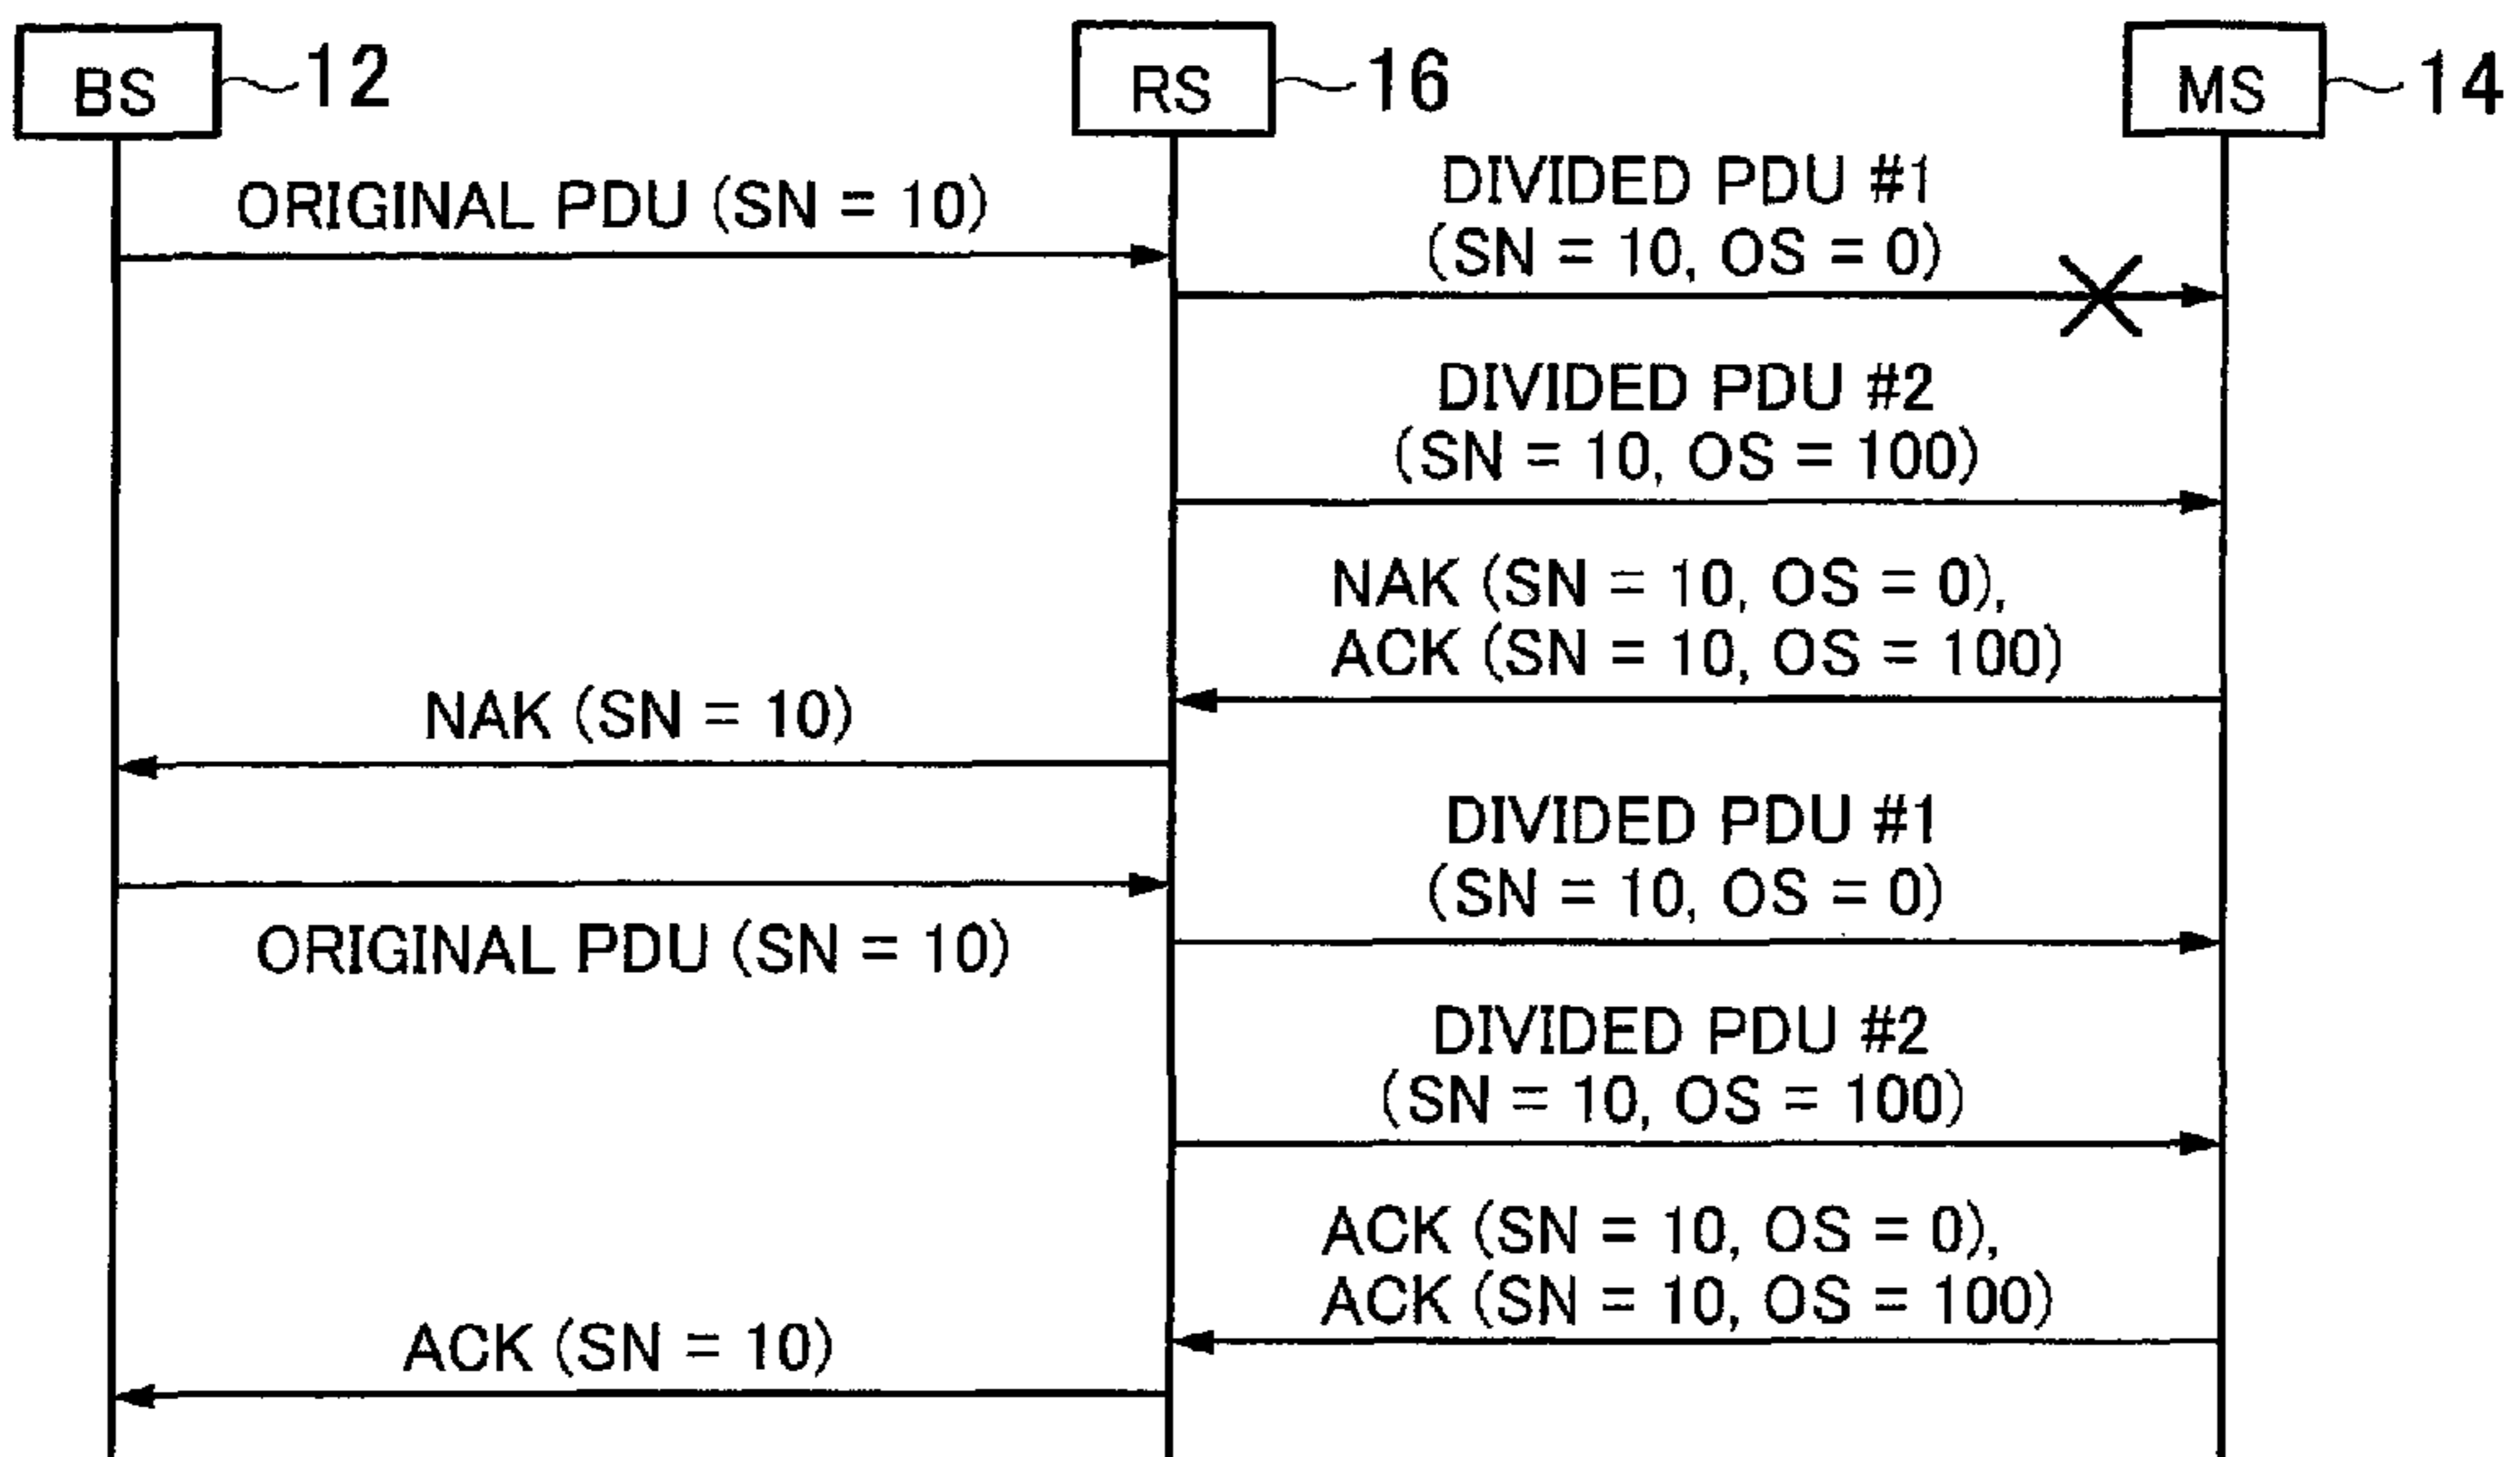 BS 12
RS 16
MS 14
ORIGINAL PDU (SN = 10)
DIVIDED PDU #1
(SN = 10, OS = 0)
DIVIDED PDU #2
(SN = 10, OS = 100)
NAK (SN = 10, OS = 0),
ACK (SN = 10, OS = 100)
NAK (SN = 10)
ORIGINAL PDU (SN = 10)
DIVIDED PDU #1
(SN = 10, OS = 0)
DIVIDED PDU #2
(SN = 10, OS = 100)
ACK (SN = 10, OS = 0),
ACK (SN = 10, OS = 100)
ACK (SN = 10)